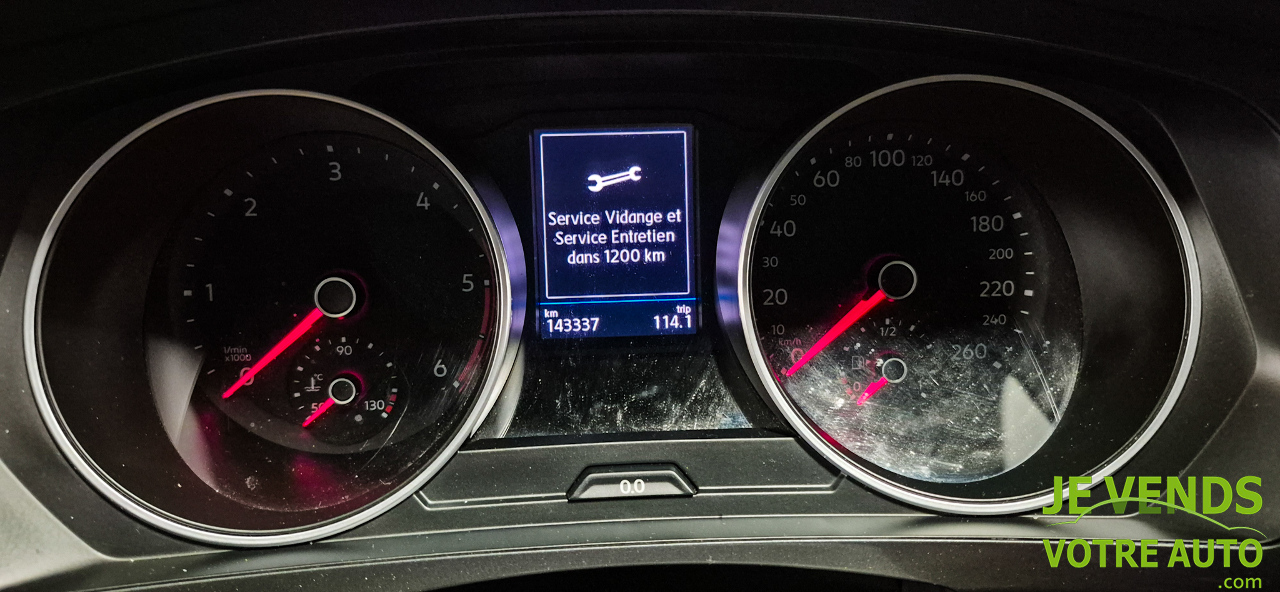 1
2
3
4
5
6
l/min
x1000
0
90
°C
50
130
Service Vidange et
Service Entretien
dans 1200 km
km
143337
trip
114.1
0.0
0
10
20
30
40
50
60
80
100
120
140
160
180
200
220
240
260
km/h
1/2
0
JE VENDS
VOTRE AUTO
.com